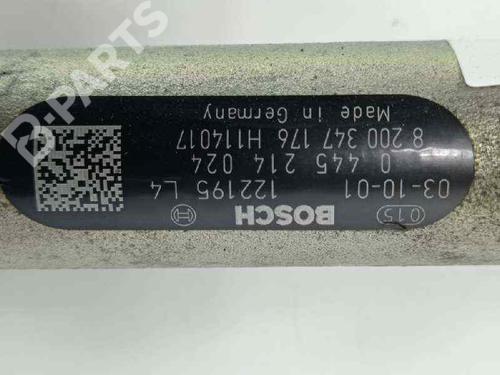 015 BOSCH
03-10-01 122195 L4
0 445 214 024
8 200 347 176 H114017
Made in Germany
D-PARTS